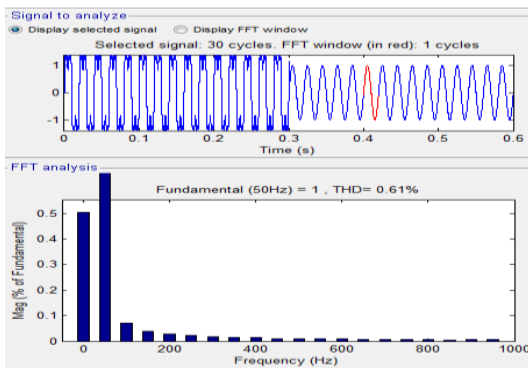 Signal to analyze
Display selected signal Display FFT window
Selected signal: 30 cycles. FFT window (in red): 1 cycles
1
0
-1
0 0.1 0.2 0.3 0.4 0.5 0.6
Time (s)
FFT analysis
Fundamental (50Hz) = 1 , THD= 0.61%
Mag (% of Fundamental)
0.5
0.4
0.3
0.2
0.1
0
0 200 400 600 800 1000
Frequency (Hz)